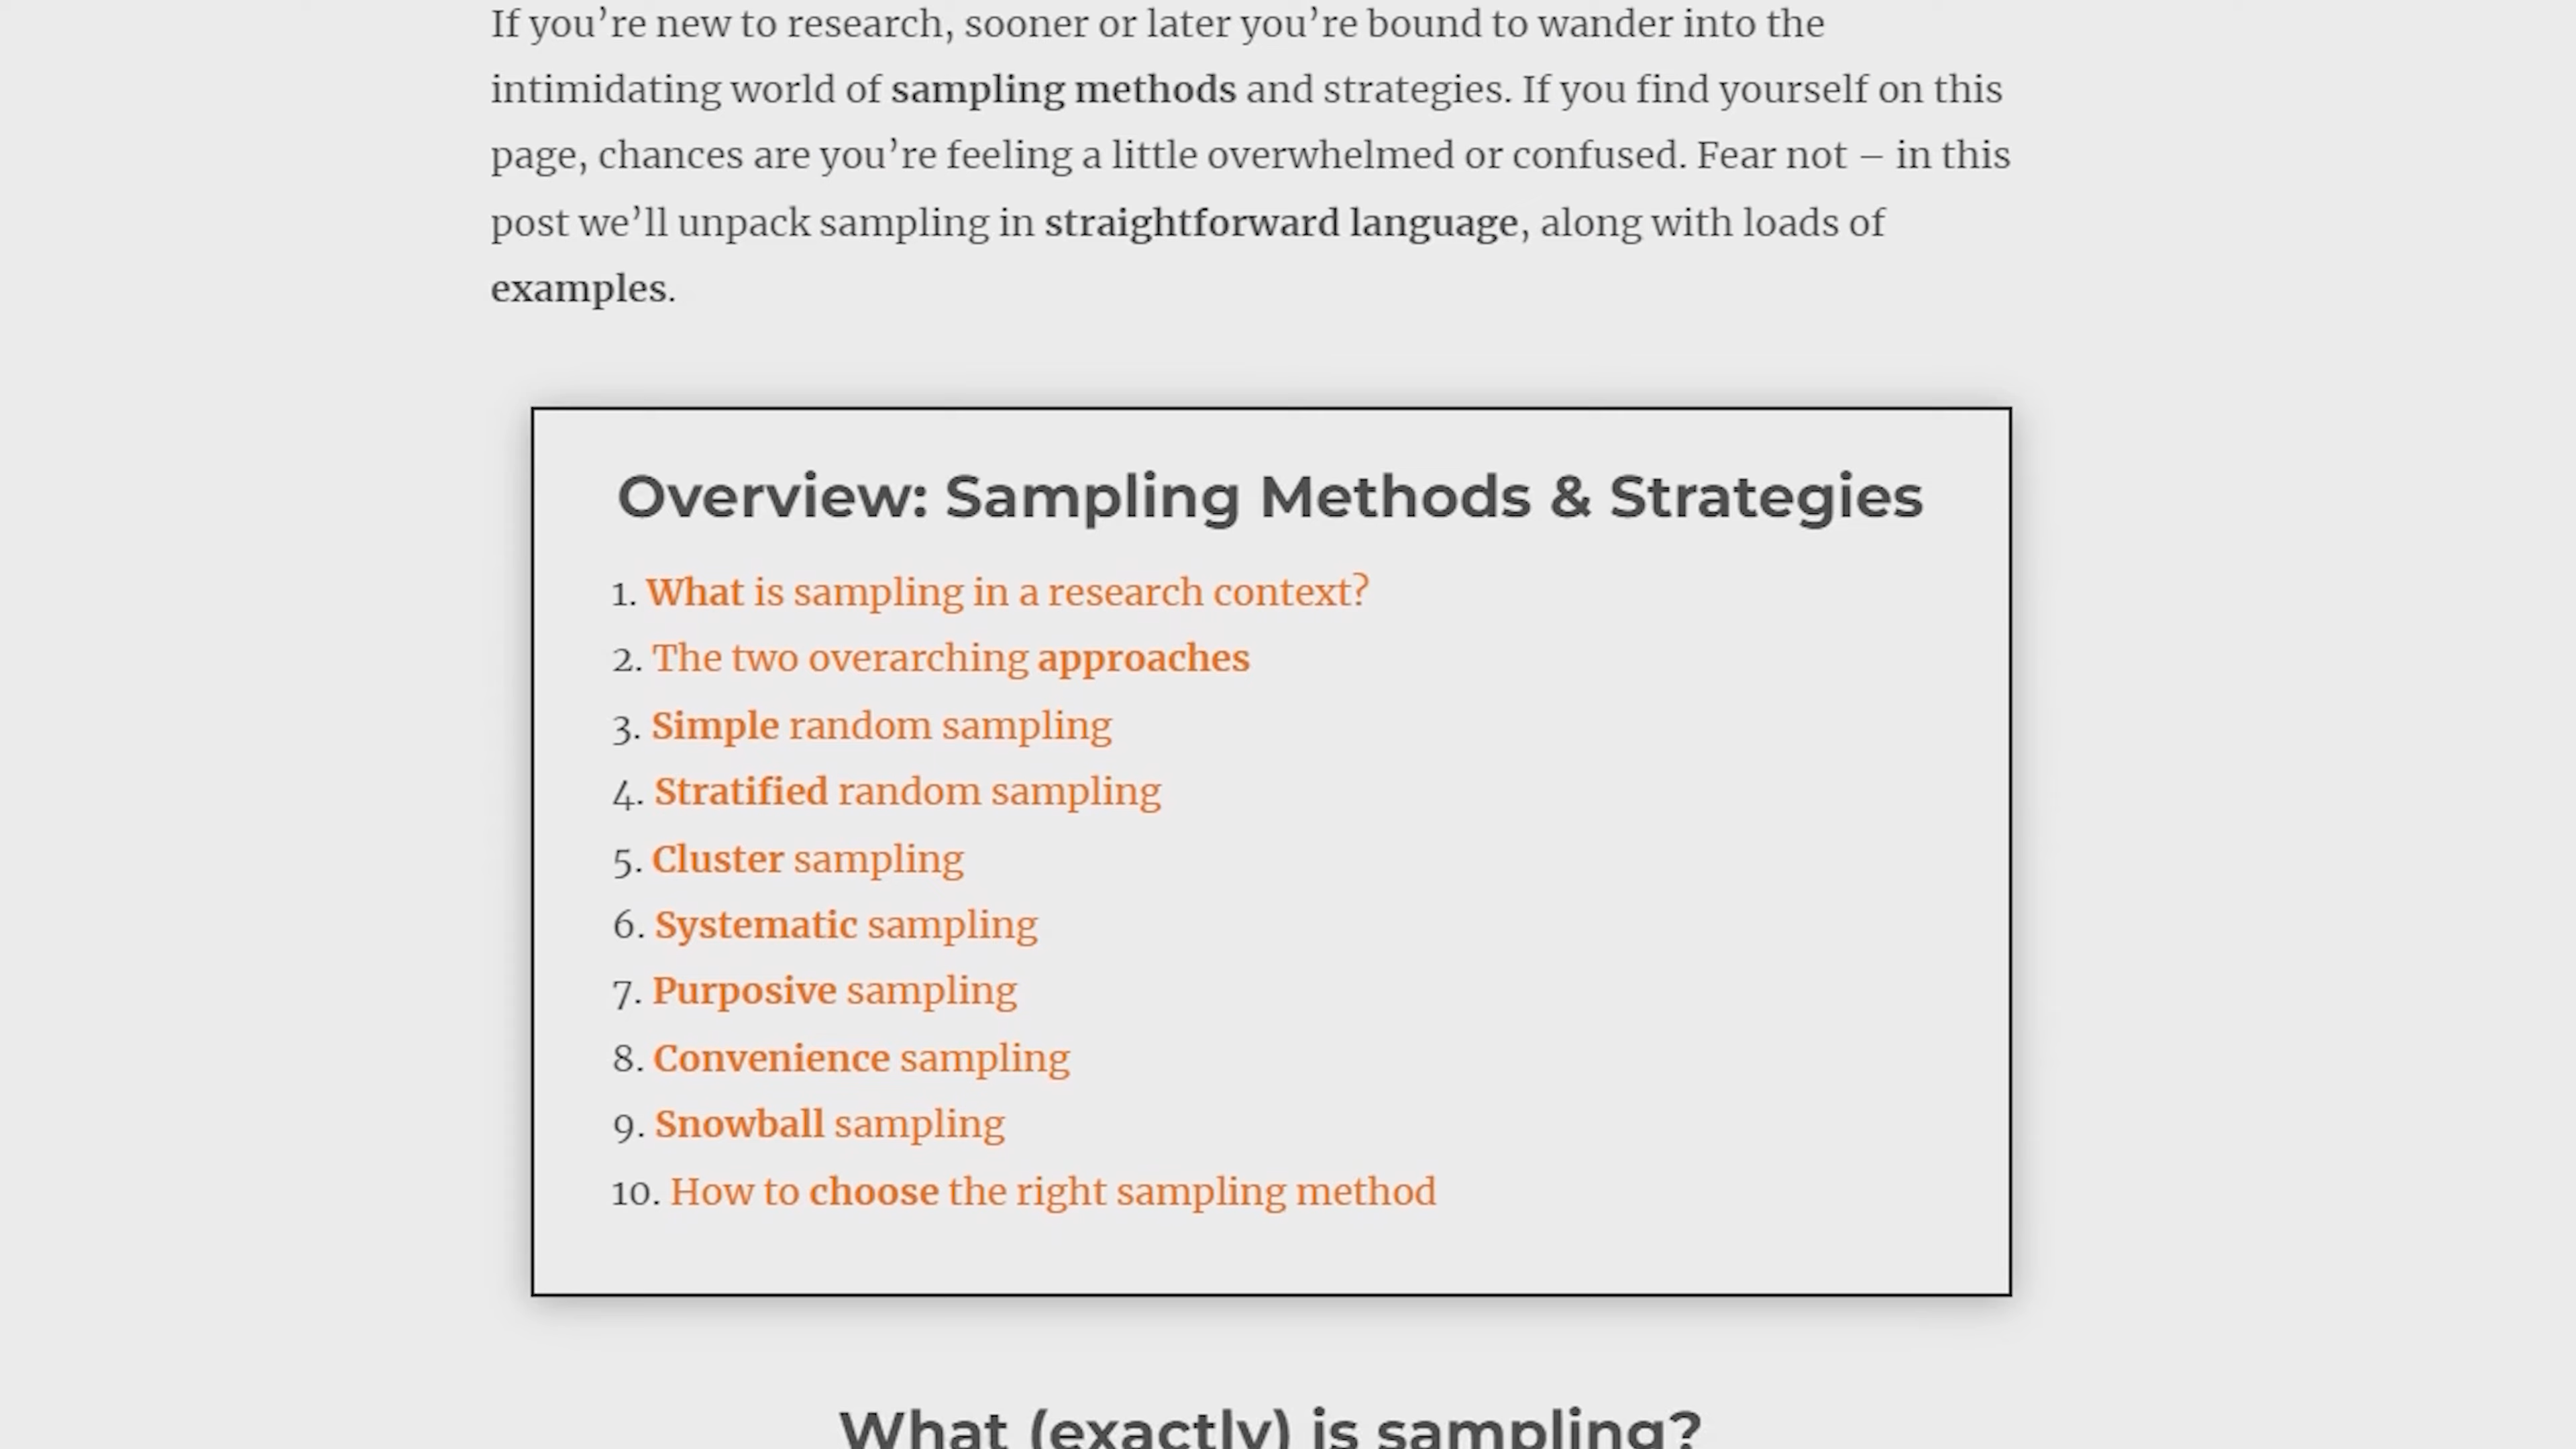 If you’re new to research, sooner or later you’re bound to wander into the
intimidating world of sampling methods and strategies. If you find yourself on this
page, chances are you’re feeling a little overwhelmed or confused. Fear not – in this
post we’ll unpack sampling in straightforward language, along with loads of
examples.
Overview: Sampling Methods & Strategies
1. What is sampling in a research context?
2. The two overarching approaches
3. Simple random sampling
4. Stratified random sampling
5. Cluster sampling
6. Systematic sampling
7. Purposive sampling
8. Convenience sampling
9. Snowball sampling
10. How to choose the right sampling method
What (exactly) is sampling?